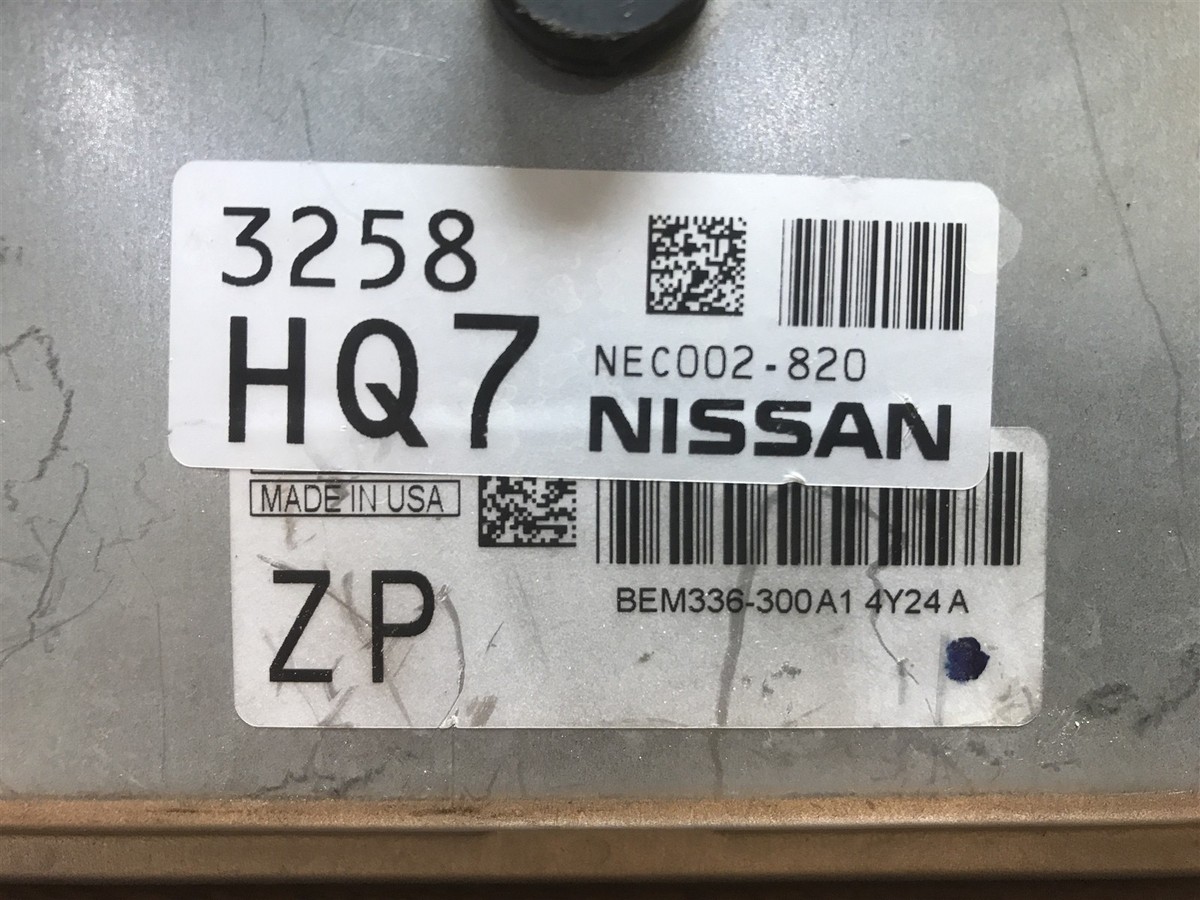 3258
HQ7
NEC002-820
NISSAN
MADE IN USA
ZP
BEM336-300A1 4Y24 A